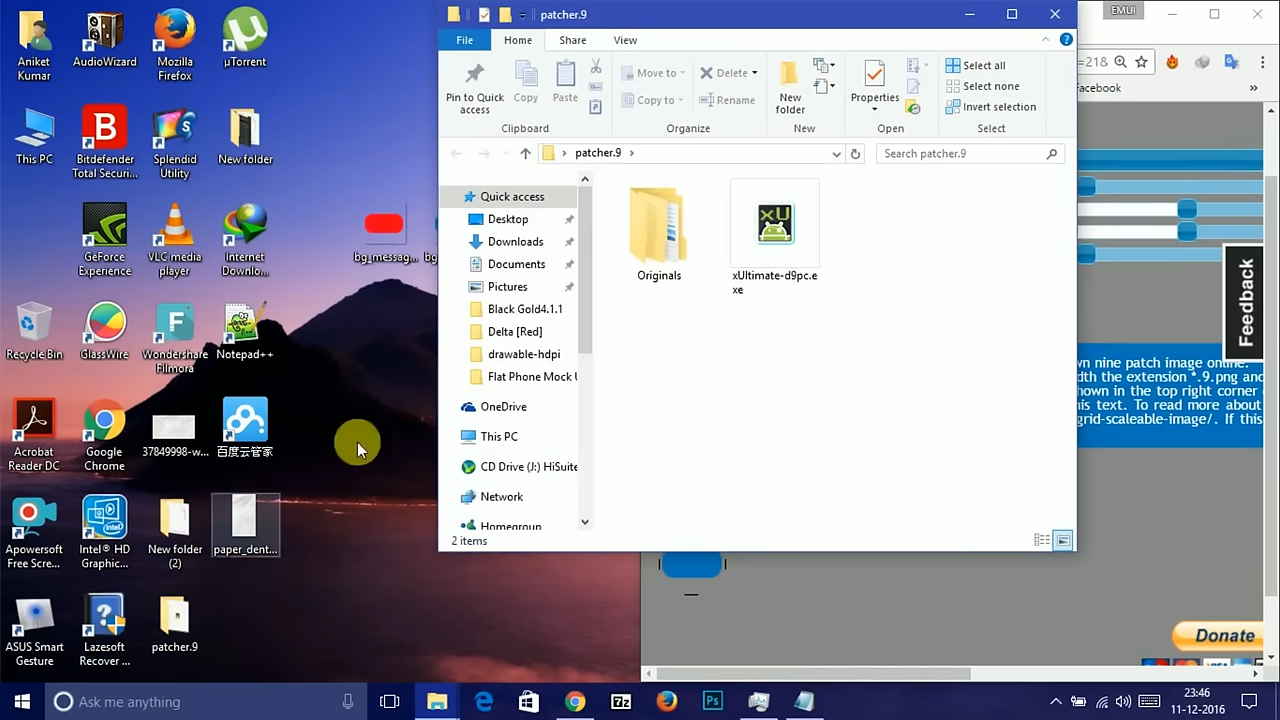 Aniket
Kumar
AudioWizard
Mozilla
Firefox
µTorrent
This PC
Bitdefender
Total Securi...
Splendid
Utility
New folder
GeForce
Experience
VLC media
player
Internet
Downlo...
bg_messag...
Recycle Bin
GlassWire
Wondershare
Filmora
Notepad++
Acrobat
Reader DC
Google
Chrome
37849998-w...
百度云管家
Apowersoft
Free Scre...
Intel® HD
Graphic...
New folder
(2)
paper_dent...
ASUS Smart
Gesture
Lazesoft
Recover ...
patcher.9
patcher.9
File
Home
Share
View
Pin to Quick
access
Copy
Paste
Clipboard
Move to
Copy to
Delete
Rename
Organize
New
folder
New
Properties
Open
Select all
Select none
Invert selection
Select
patcher.9
Search patcher.9
Quick access
Desktop
Downloads
Documents
Pictures
Black Gold4.1.1
Delta [Red]
drawable-hdpi
Flat Phone Mock U
OneDrive
This PC
CD Drive (J:) HiSuite
Network
Homegroup
Originals
xUltimate-d9pc.e
xe
xU
2 items
EMUI
=218
Facebook
Feedback
wn nine patch image online.
dth the extension *.9.png and
hown in the top right corner
his text. To read more about
grid-scaleable-image/. If this
Donate
Ask me anything
7z
Ps
23:46
11-12-2016